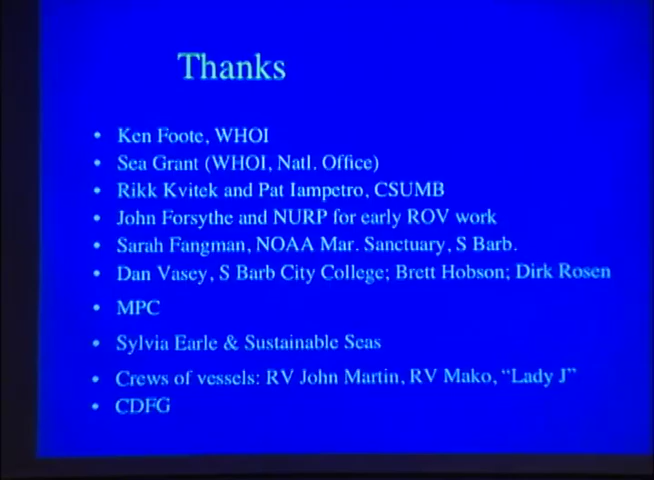 Thanks
• Ken Foote, WHOI
• Sea Grant (WHOI, Natl. Office)
• Rikk Kvitek and Pat Iampetro, CSUMB
• John Forsythe and NURP for early ROV work
• Sarah Fangman, NOAA Mar. Sanctuary, S Barb.
• Dan Vasey, S Barb City College; Brett Hobson; Dirk Rosen
• MPC
• Sylvia Earle & Sustainable Seas
• Crews of vessels: RV John Martin, RV Mako, “Lady J”
• CDFG